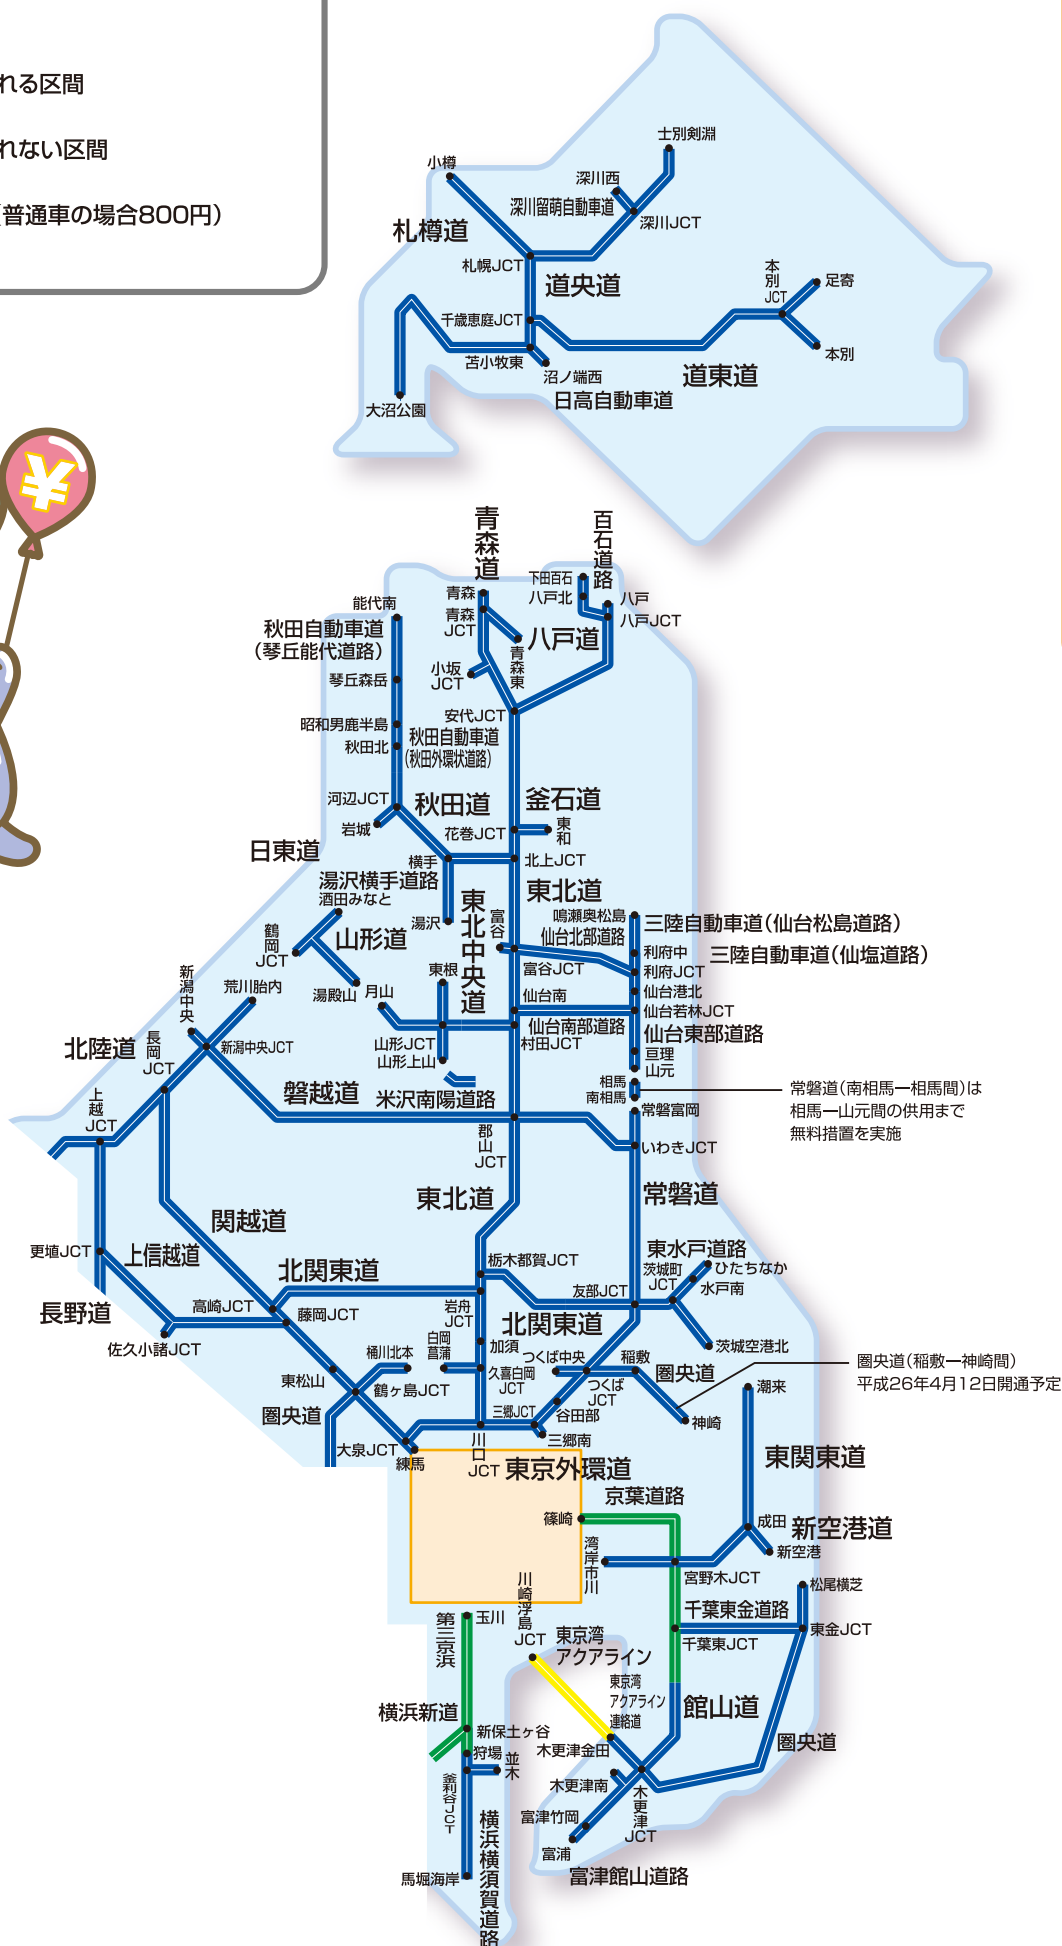 れる区間
れない区間
(普通車の場合800円)
¥
士別剣淵
小樽
深川西
深川留萌自動車道
深川JCT
札樽道
札幌JCT
道央道
本別JCT
足寄
千歳恵庭JCT
本別
苫小牧東
沼ノ端西
道東道
日高自動車道
大沼公園
青森道
百石道路
下田百石
八戸北
八戸
八戸JCT
青森
青森JCT
八戸道
青森東
能代南
秋田自動車道
(琴丘能代道路)
小坂JCT
琴丘森岳
安代JCT
昭和男鹿半島
秋田自動車道
(秋田外環状道路)
秋田北
河辺JCT
秋田道
釜石道
岩城
花巻JCT
東和
日東道
横手
北上JCT
湯沢横手道路
東北道
酒田みなと
湯沢
東北中央道
富谷
鳴瀬奥松島
三陸自動車道(仙台松島道路)
仙台北部道路
鶴岡JCT
山形道
利府中
三陸自動車道(仙塩道路)
富谷JCT
利府JCT
湯殿山
月山
東根
仙台南
仙台港北
新潟中央
荒川胎内
仙台若林JCT
仙台南部道路
仙台東部道路
北陸道
長岡JCT
新潟中央JCT
山形JCT
村田JCT
山形上山
亘理
山元
相馬
南相馬
常磐道(南相馬ー相馬間)は
相馬ー山元間の供用まで
無料措置を実施
上越JCT
磐越道
米沢南陽道路
常磐富岡
郡山JCT
いわきJCT
東北道
常磐道
関越道
更埴JCT
上信越道
北関東道
栃木都賀JCT
東水戸道路
茨城町JCT
ひたちなか
水戸南
友部JCT
長野道
高崎JCT
藤岡JCT
岩舟JCT
北関東道
佐久小諸JCT
白岡菖蒲
加須
茨城空港北
桶川北本
つくば中央
稲敷
圏央道
圏央道(稲敷ー神崎間)
平成26年4月12日開通予定
東松山
鶴ヶ島JCT
久喜白岡JCT
つくばJCT
潮来
圏央道
三郷JCT
谷田部
神崎
大泉JCT
練馬
川口JCT
三郷南
東京外環道
東関東道
京葉道路
篠崎
成田
新空港道
湾岸市川
新空港
宮野木JCT
松尾横芝
川崎浮島JCT
千葉東金道路
第三京浜
玉川
東京湾アクアライン
千葉東JCT
東金JCT
東京湾アクアライン連絡道
横浜新道
館山道
新保土ヶ谷
木更津金田
圏央道
狩場
並木
釜利谷JCT
木更津南
木更津JCT
富津竹岡
横浜横須賀道路
富浦
馬堀海岸
富津館山道路